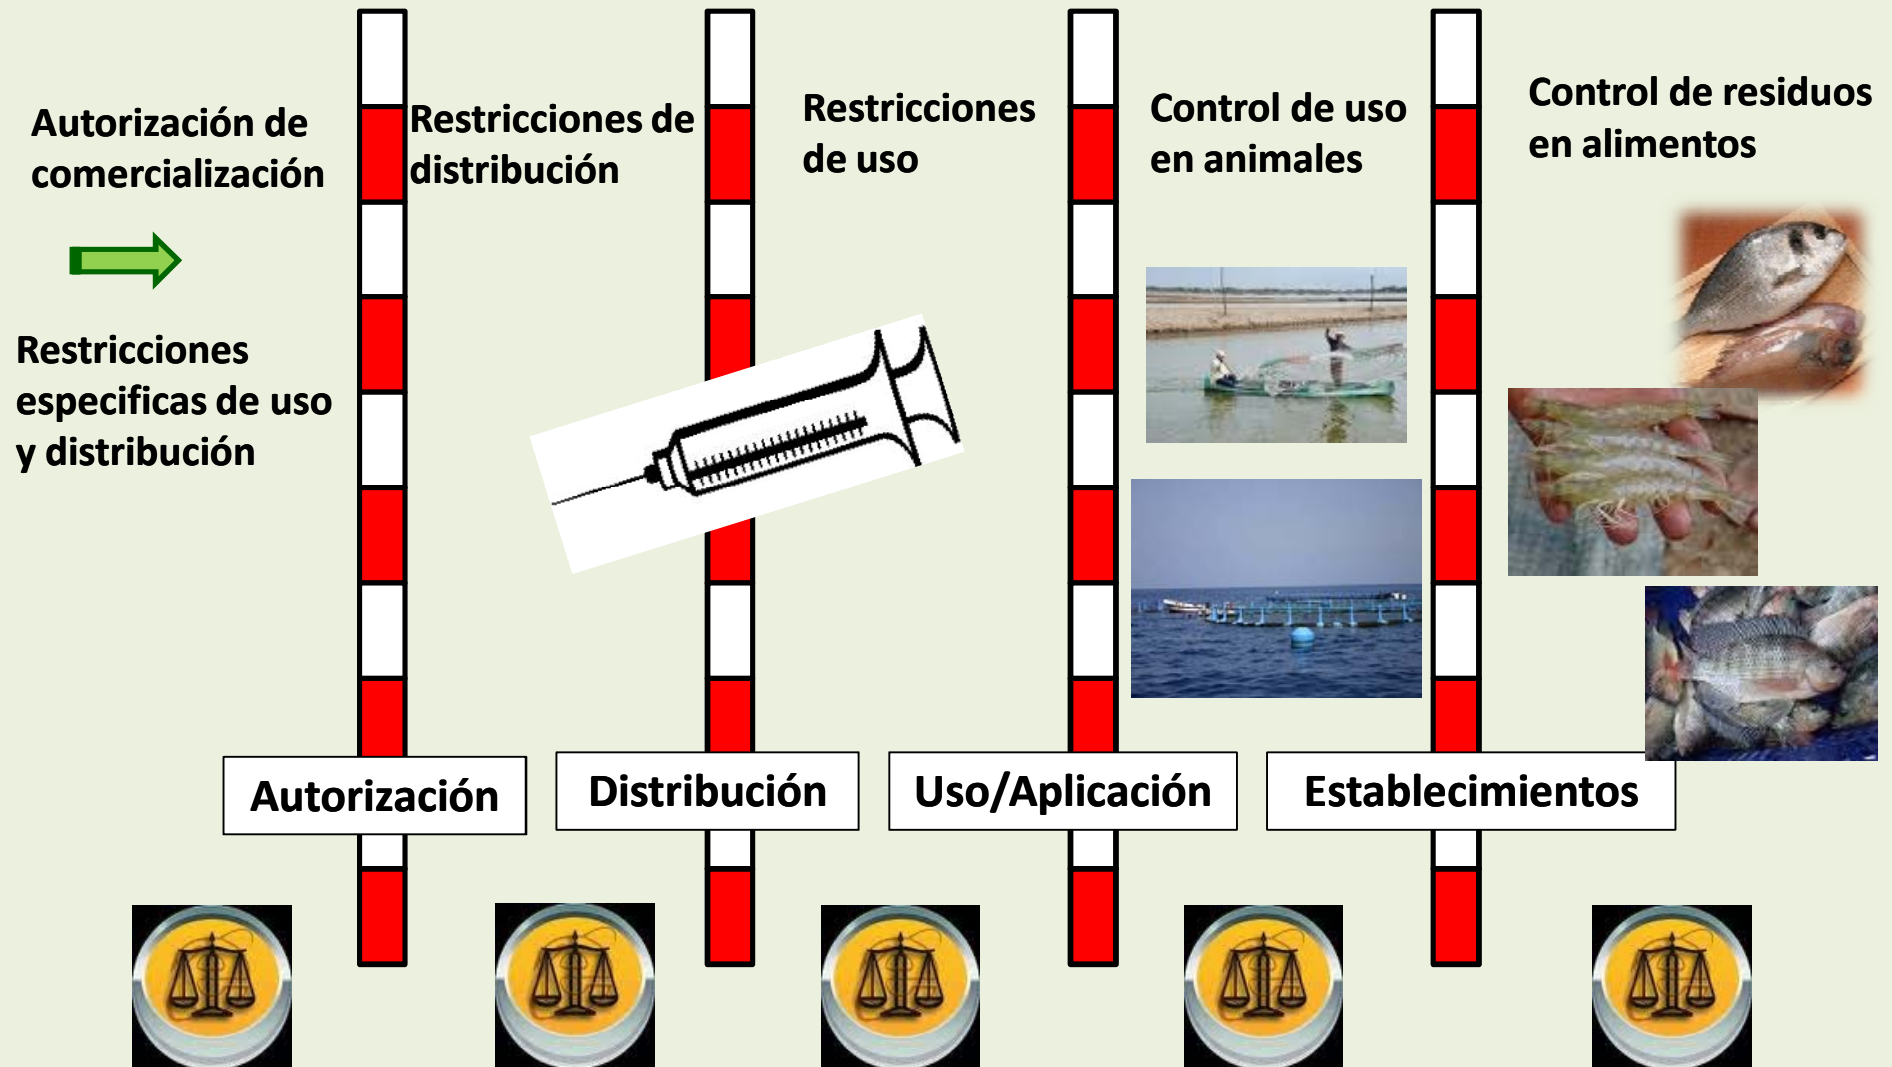 Autorización de
comercialización
Restricciones
especificas de uso
y distribución
Restricciones de
distribución
Restricciones
de uso
Control de uso
en animales
Control de residuos
en alimentos
Autorización
Distribución
Uso/Aplicación
Establecimientos